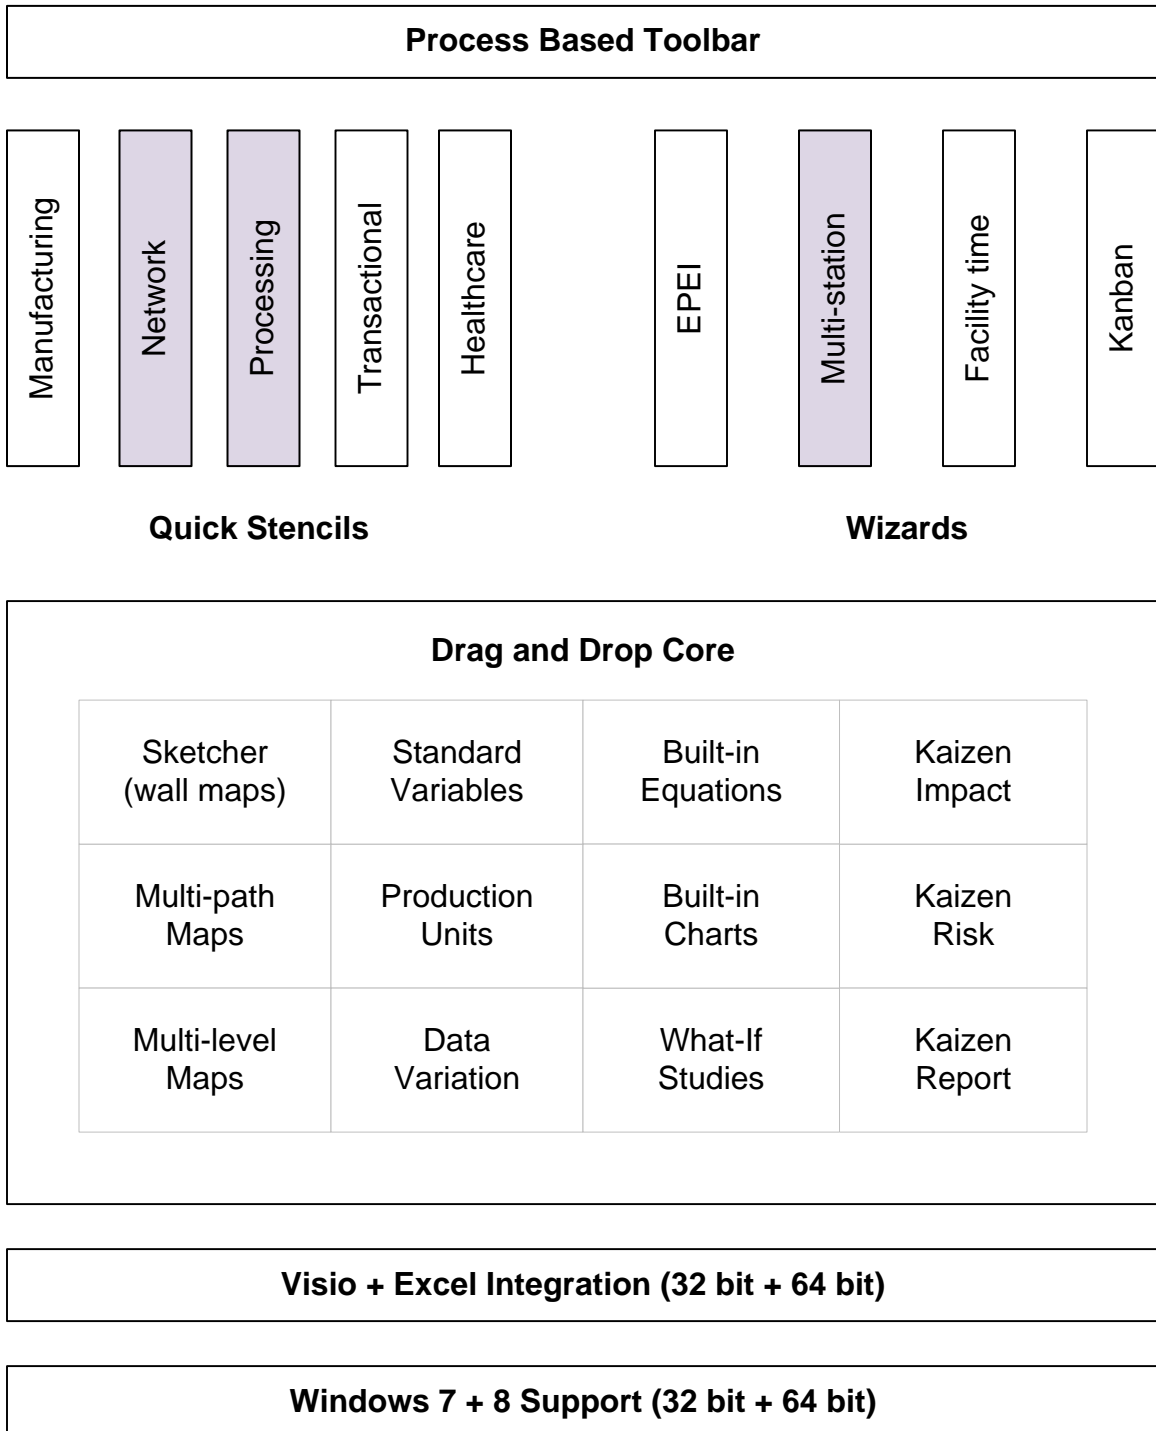 Process Based Toolbar
Manufacturing
Network
Processing
Transactional
Healthcare
EPEI
Multi-station
Facility time
Kanban
Quick Stencils
Wizards
Drag and Drop Core
Sketcher
(wall maps)
Standard
Variables
Built-in
Equations
Kaizen
Impact
Multi-path
Maps
Production
Units
Built-in
Charts
Kaizen
Risk
Multi-level
Maps
Data
Variation
What-If
Studies
Kaizen
Report
Visio + Excel Integration (32 bit + 64 bit)
Windows 7 + 8 Support (32 bit + 64 bit)